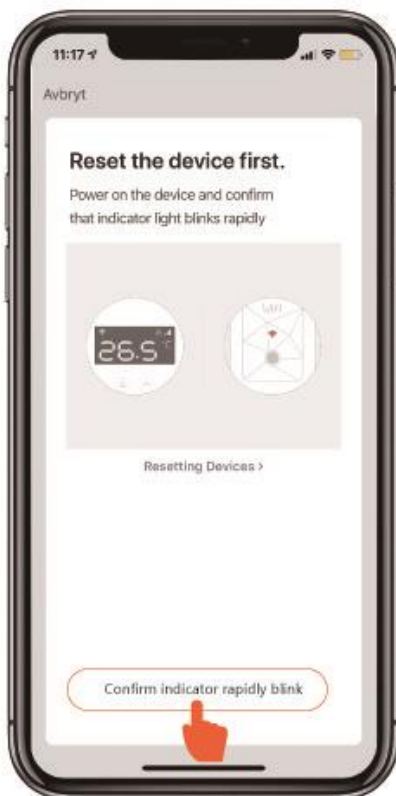 11:17
Avbryt
Reset the device first.
Power on the device and confirm
that indicator light blinks rapidly
26.5 °C
Resetting Devices >
Confirm indicator rapidly blink